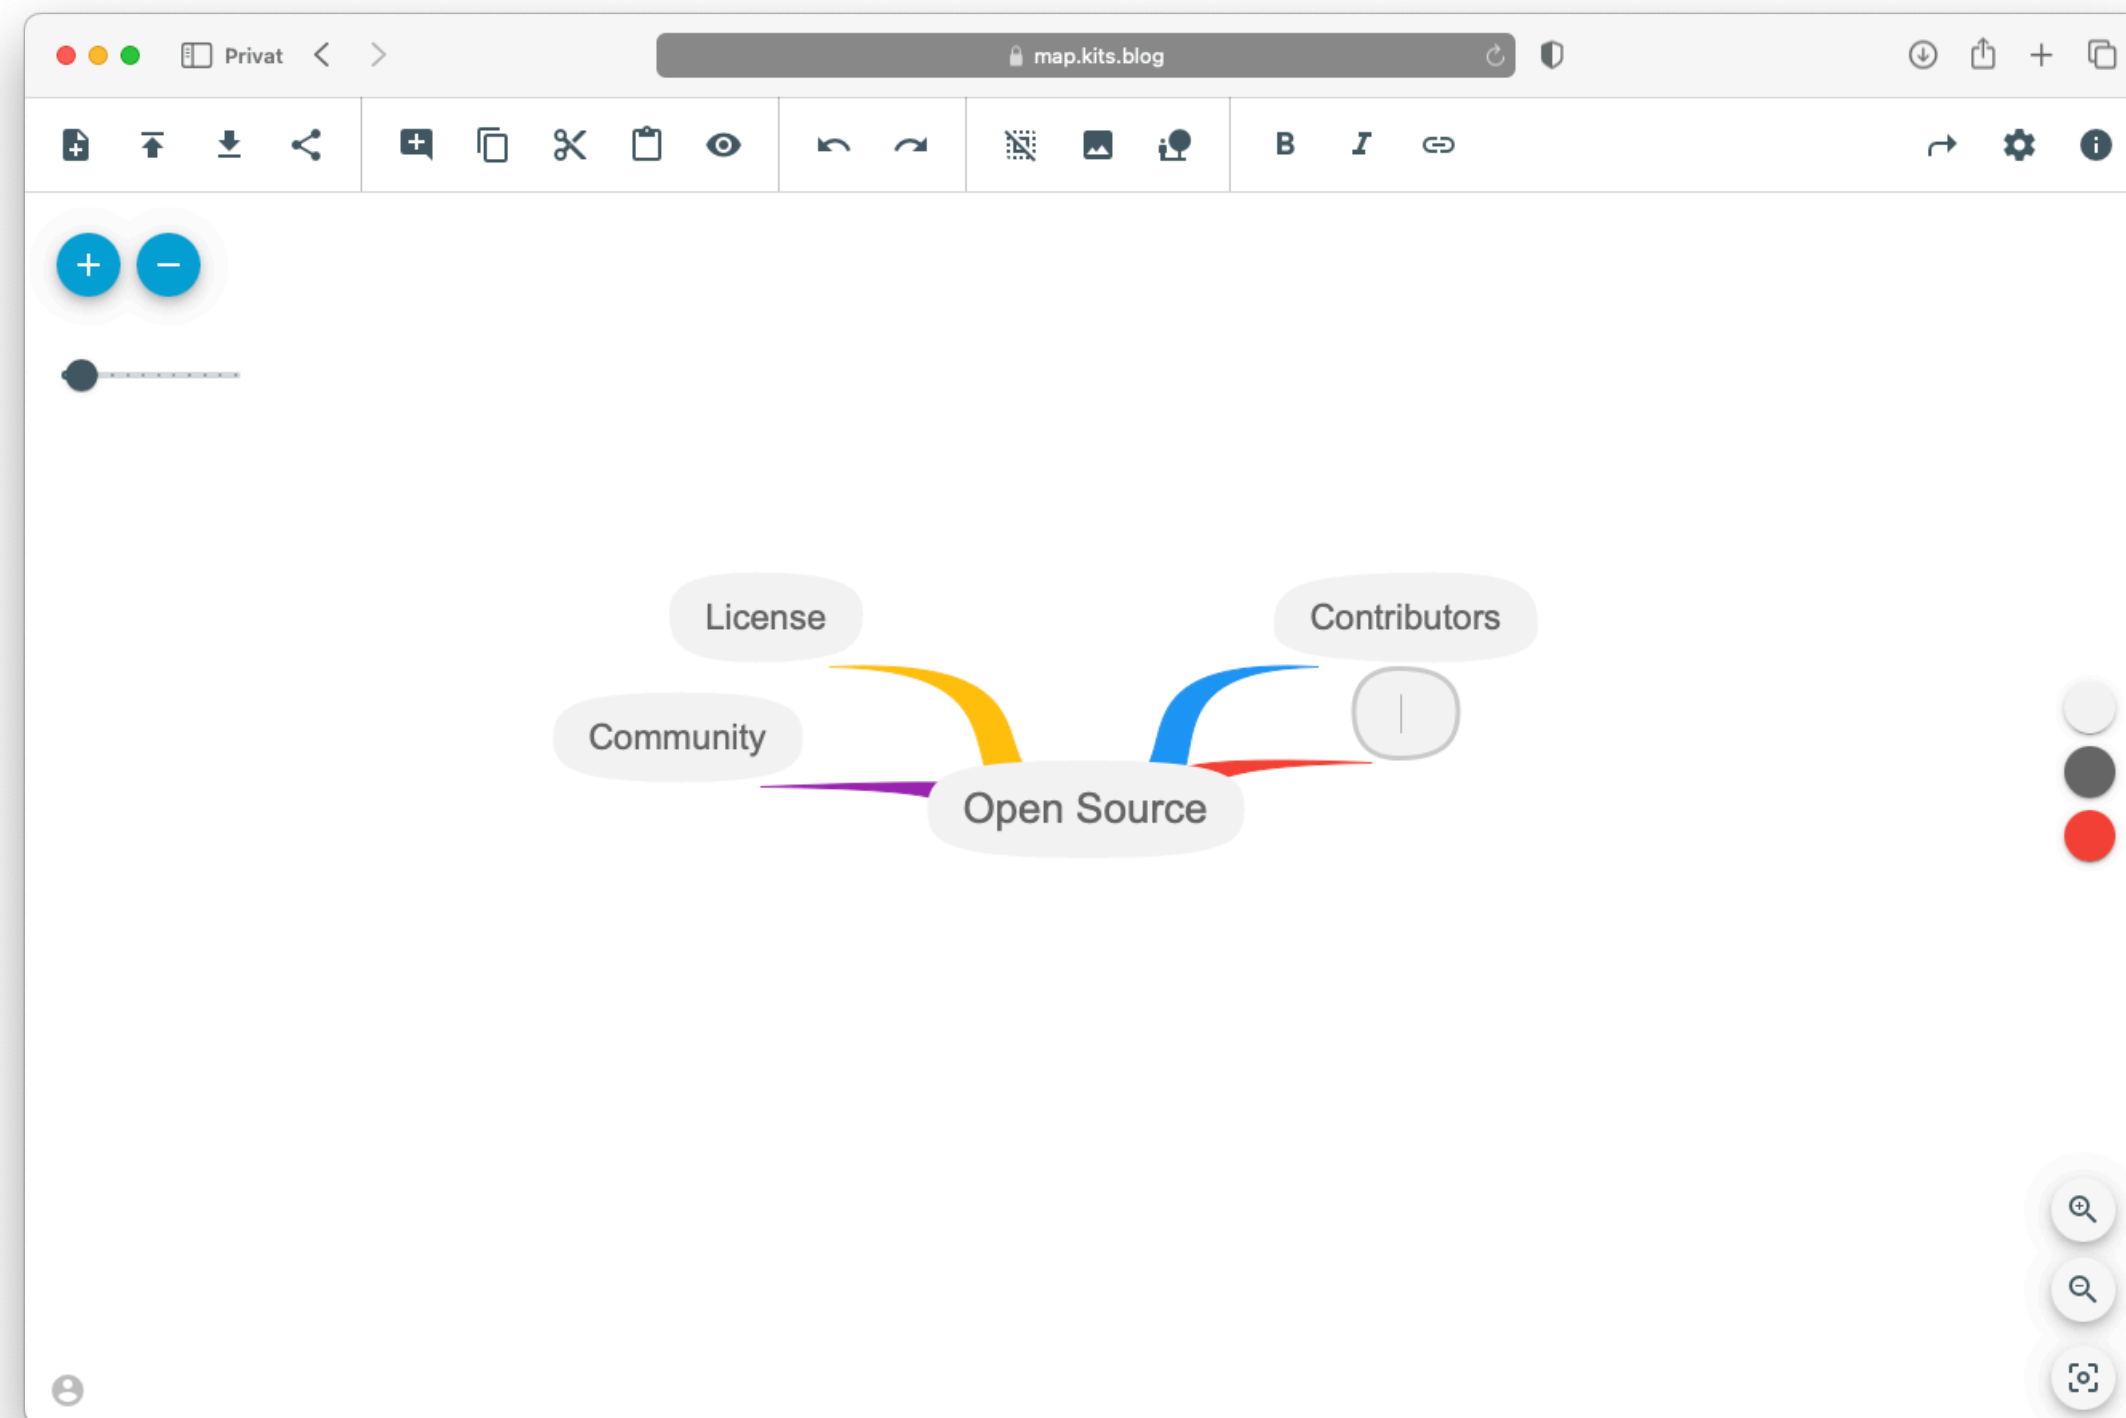 Privat
map.kits.blog
B I
License
Contributors
Community
Open Source